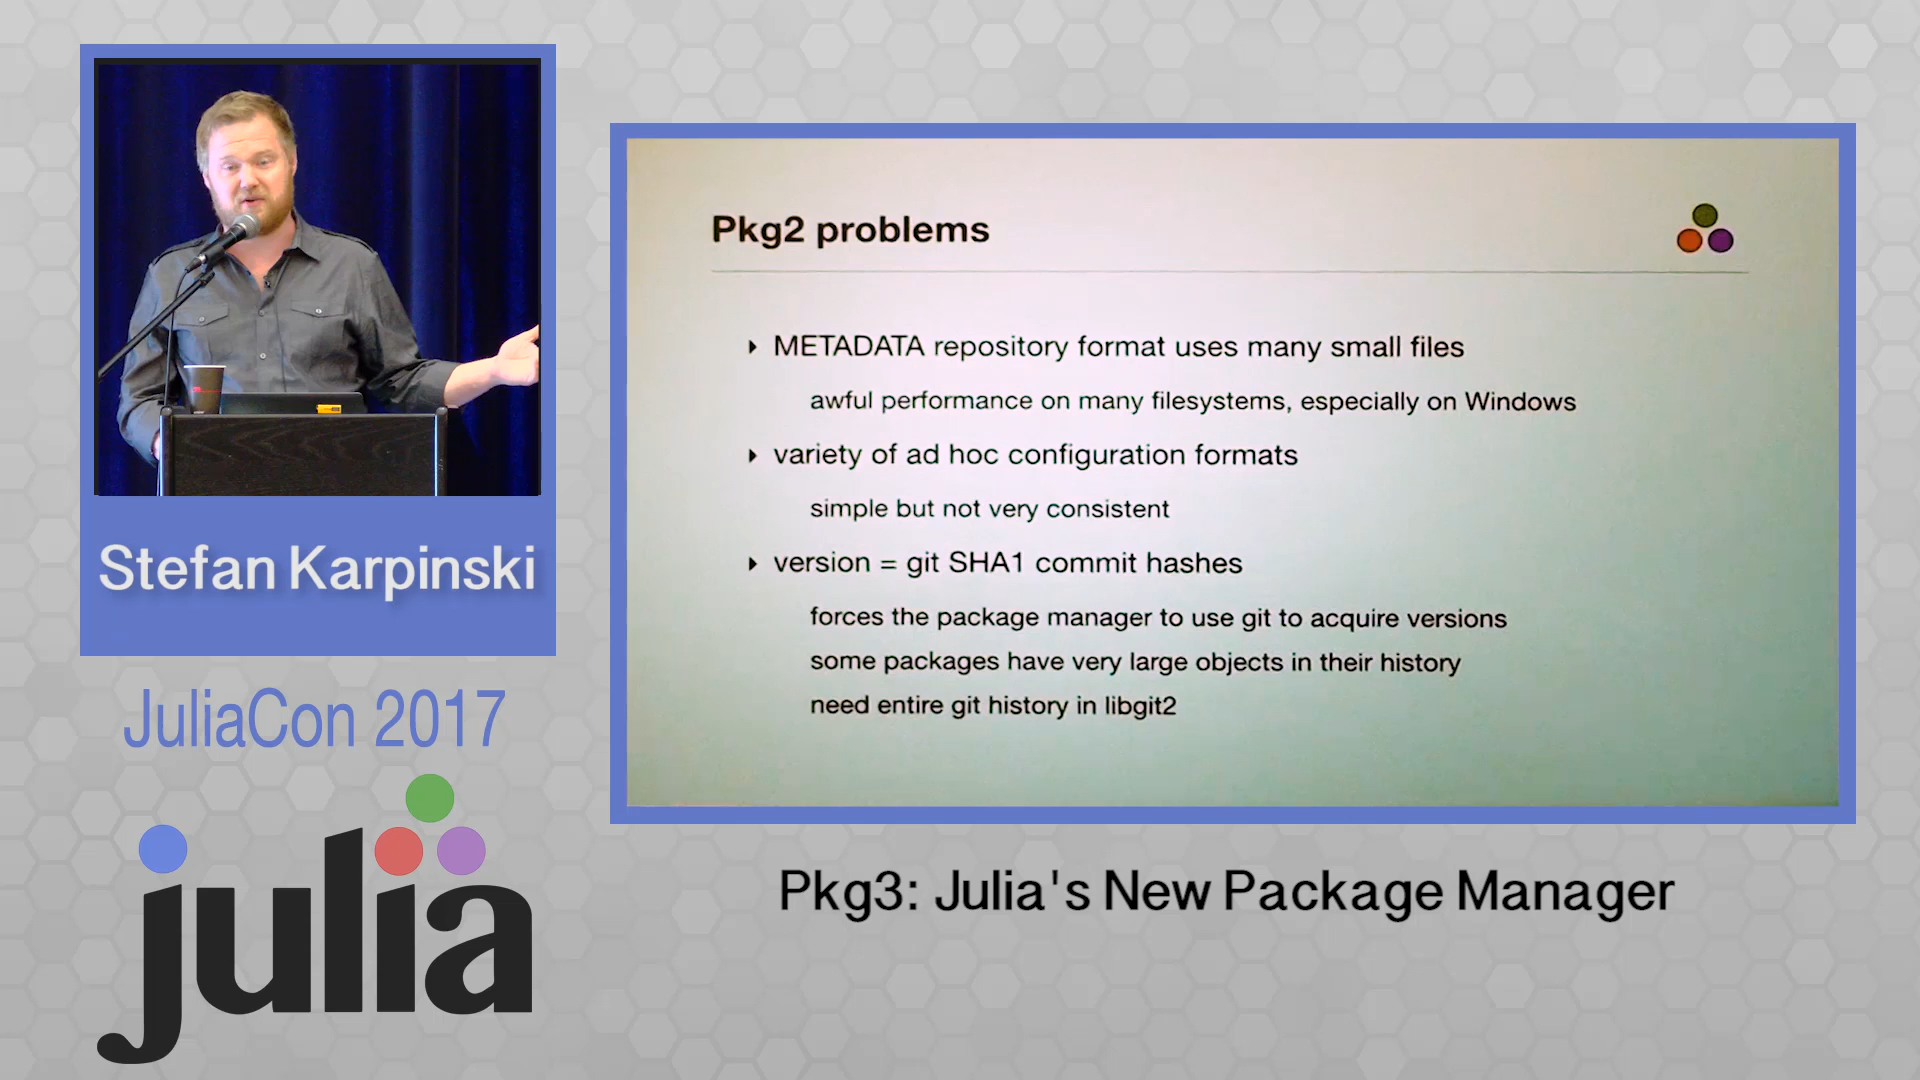 Stefan Karpinski
JuliaCon 2017
julia
Pkg2 problems
METADATA repository format uses many small files
awful performance on many filesystems, especially on Windows
variety of ad hoc configuration formats
simple but not very consistent
version = git SHA1 commit hashes
forces the package manager to use git to acquire versions
some packages have very large objects in their history
need entire git history in libgit2
Pkg3: Julia's New Package Manager